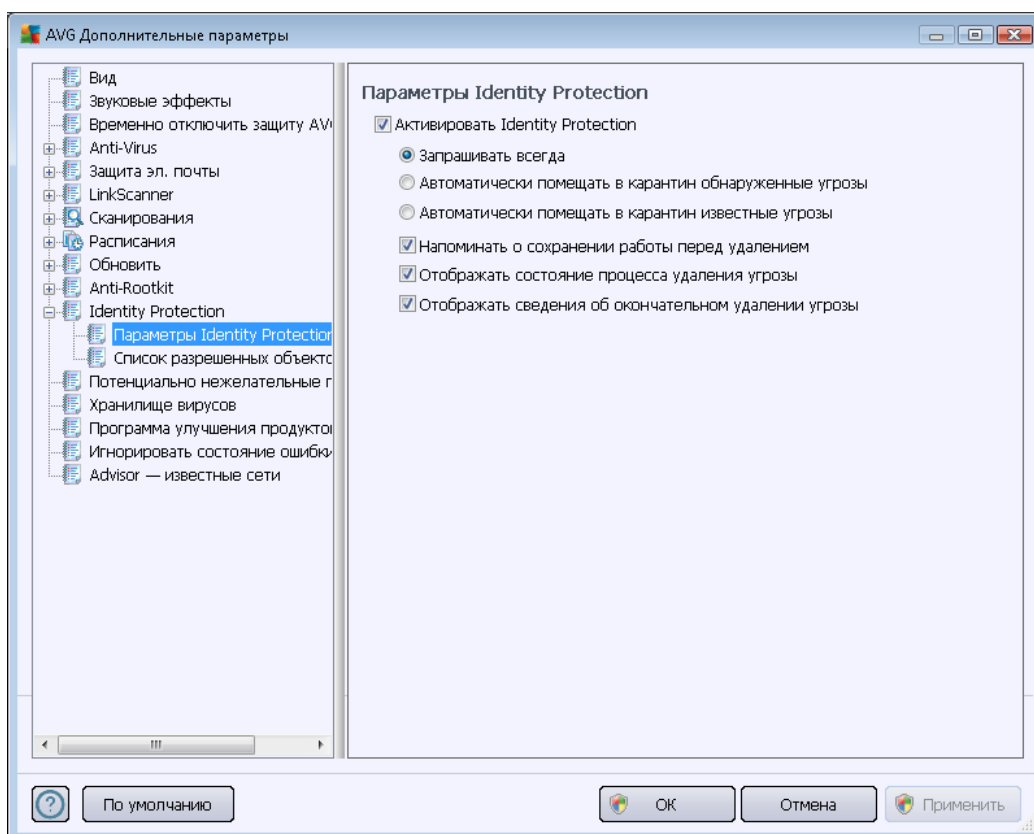 AVG Дополнительные параметры
Вид
Звуковые эффекты
Временно отключить защиту AV
Anti-Virus
Защита эл. почты
LinkScanner
Сканирования
Расписания
Обновить
Anti-Rootkit
Identity Protection
Параметры Identity Protection
Список разрешенных объекто
Потенциально нежелательные г
Хранилище вирусов
Программа улучшения продукто
Игнорировать состояние ошибки
Advisor — известные сети
Параметры Identity Protection
Активировать Identity Protection
Запрашивать всегда
Автоматически помещать в карантин обнаруженные угрозы
Автоматически помещать в карантин известные угрозы
Напоминать о сохранении работы перед удалением
Отображать состояние процесса удаления угрозы
Отображать сведения об окончательном удалении угрозы
? По умолчанию ОК Отмена Применить